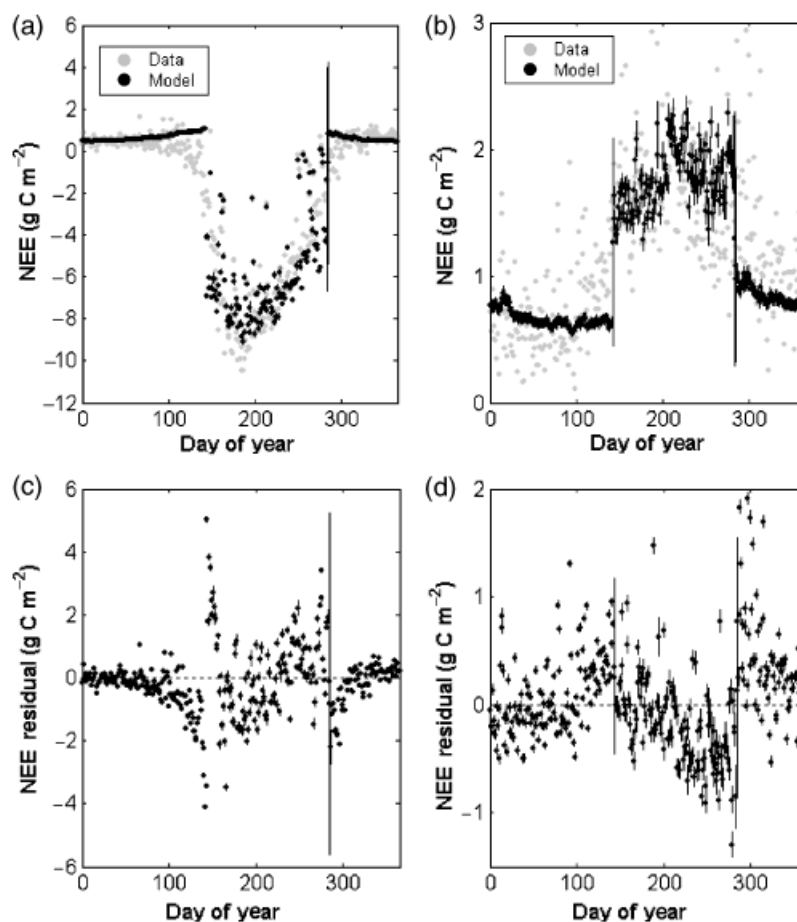 (a)
6
4
2
0
−2
−4
−6
−8
−10
−12
NEE (g C m⁻²)
Data
Model
0
100
200
300
Day of year
(b)
3
2
1
0
NEE (g C m⁻²)
Data
Model
0
100
200
300
Day of year
(c)
6
4
2
0
−2
−4
−6
NEE residual (g C m⁻²)
0
100
200
300
Day of year
(d)
2
1
0
−1
NEE residual (g C m⁻²)
0
100
200
300
Day of year